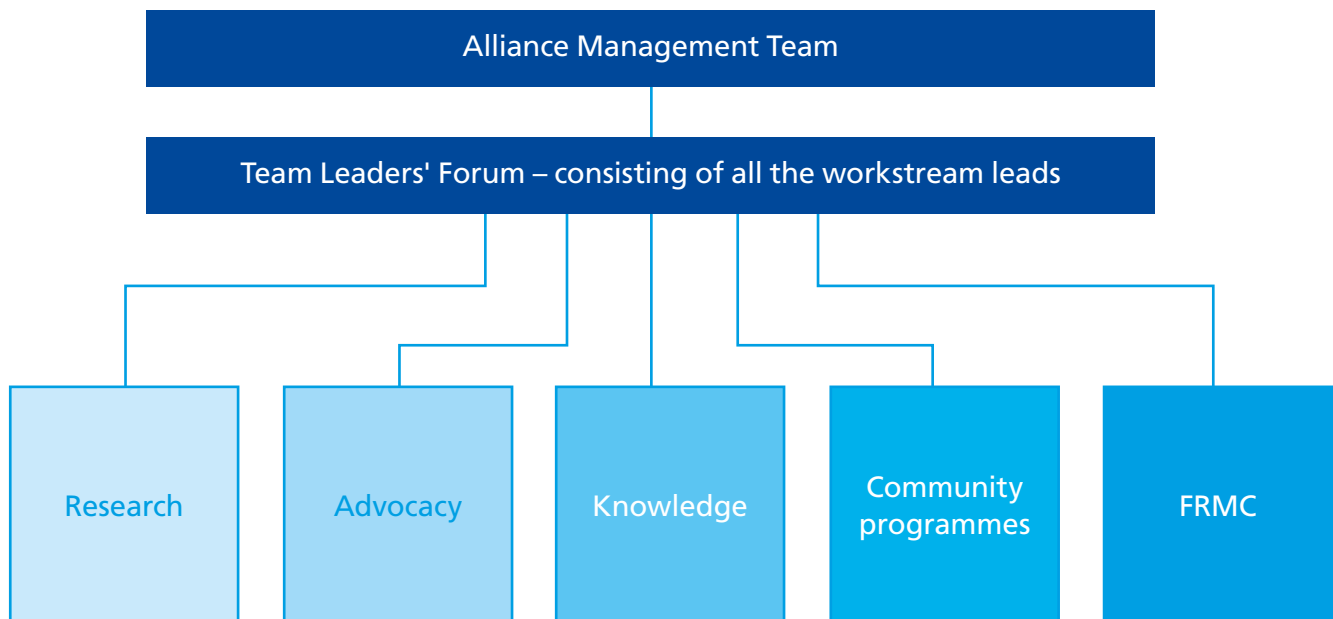 Alliance Management Team
Team Leaders' Forum – consisting of all the workstream leads
Research
Advocacy
Knowledge
Community
programmes
FRMC